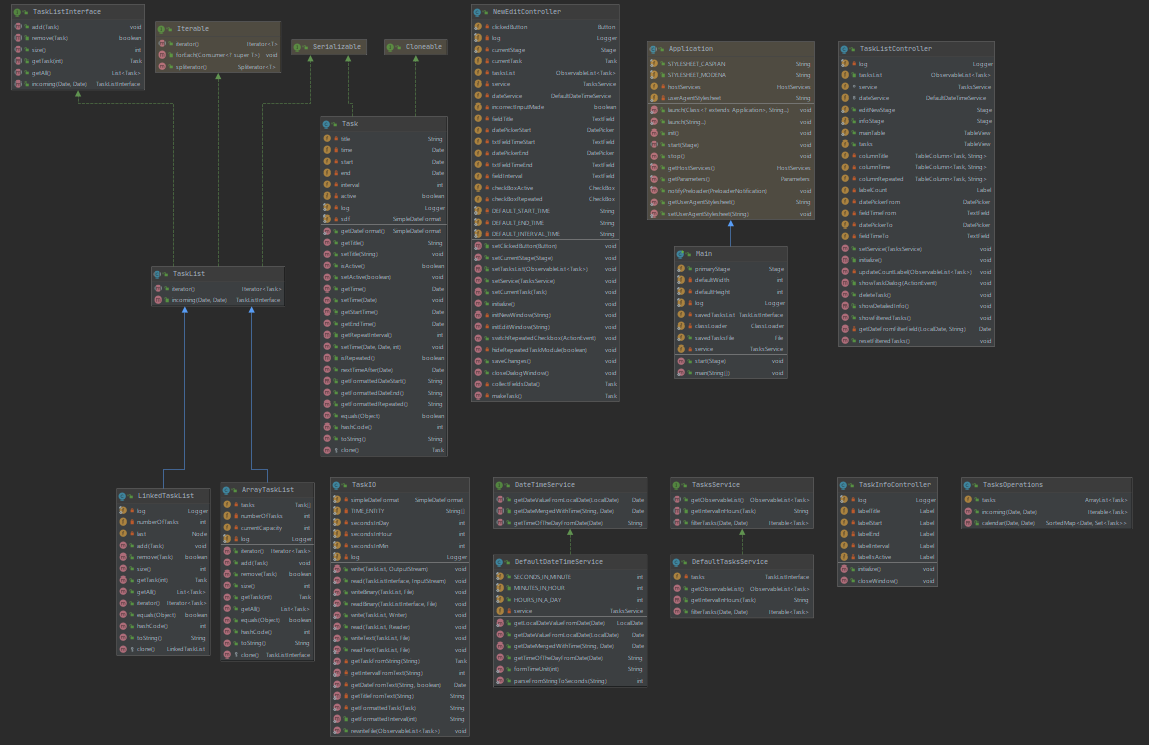 TaskListInterface
add(Task) void
remove(Task) boolean
size() int
getTask(int) Task
getAll() List<Task>
incoming(Date, Date) TaskListInterface
Iterable
iterator() Iterator<T>
forEach(Consumer<? super T>) void
spliterator() Spliterator<T>
Serializable
Cloneable
Task
title String
time Date
start Date
end Date
interval int
active boolean
log Logger
sdf SimpleDateFormat
getDateFormat() SimpleDateFormat
getTitle() String
setTitle(String) void
isActive() boolean
setActive(boolean) void
getTime() Date
setTime(Date) void
getStartTime() Date
getEndTime() Date
getRepeatInterval() int
setTime(Date, Date, int) void
isRepeated() boolean
nextTimeAfter(Date) Date
getFormattedDateStart() String
getFormattedDateEnd() String
getFormattedRepeated() String
equals(Object) boolean
hashCode() int
toString() String
clone() Task
NewEditController
clickedButton Button
log Logger
currentStage Stage
currentTask Task
tasksList ObservableList<Task>
service TasksService
dateService DefaultDateTimeService
incorrectInputMade boolean
fieldTitle TextField
datePickerStart DatePicker
txtFieldTimeStart TextField
datePickerEnd DatePicker
txtFieldTimeEnd TextField
fieldInterval TextField
checkBoxActive CheckBox
checkBoxRepeated CheckBox
DEFAULT_START_TIME String
DEFAULT_END_TIME String
DEFAULT_INTERVAL_TIME String
setClickedButton(Button) void
setCurrentStage(Stage) void
setTasksList(ObservableList<Task>) void
setService(TasksService) void
setCurrentTask(Task) void
initialize() void
initNewWindow(String) void
initEditWindow(String) void
switchRepeatedCheckbox(ActionEvent) void
hideRepeatedTaskModule(boolean) void
saveChanges() void
closeDialogWindow() void
collectFieldsData() Task
makeTask() Task
Application
STYLESHEET_CASPIAN String
STYLESHEET_MODENA String
hostServices HostServices
userAgentStylesheet String
launch(Class<? extends Application>, String...) void
launch(String...) void
init() void
start(Stage) void
stop() void
getHostServices() HostServices
getParameters() Parameters
notifyPreloader(PreloaderNotification) void
getUserAgentStylesheet() String
setUserAgentStylesheet(String) void
Main
primaryStage Stage
defaultWidth int
defaultHeight int
log Logger
savedTasksList TaskListInterface
classLoader ClassLoader
savedTasksFile File
service TasksService
start(Stage) void
main(String[]) void
TaskListController
log Logger
tasksList ObservableList<Task>
service TasksService
dateService DefaultDateTimeService
editNewStage Stage
infoStage Stage
mainTable TableView
tasks TableView
columnTitle TableColumn<Task, String>
columnTime TableColumn<Task, String>
columnRepeated TableColumn<Task, String>
labelCount Label
datePickerFrom DatePicker
fieldTimeFrom TextField
datePickerTo DatePicker
fieldTimeTo TextField
setService(TasksService) void
initialize() void
updateCountLabel(ObservableList<Task>) void
showTaskDialog(ActionEvent) void
deleteTask() void
showDetailedInfo() void
showFilteredTasks() void
getDateFromFilterField(LocalDate, String) Date
resetFilteredTasks() void
TaskList
iterator() Iterator<Task>
incoming(Date, Date) TaskListInterface
LinkedTaskList
log Logger
numberOfTasks int
last Node
add(Task) void
remove(Task) boolean
size() int
getTask(int) Task
getAll() List<Task>
iterator() Iterator<Task>
equals(Object) boolean
hashCode() int
toString() String
clone() LinkedTaskList
ArrayTaskList
tasks Task[]
numberOfTasks int
currentCapacity int
log Logger
iterator() Iterator<Task>
add(Task) void
remove(Task) boolean
size() int
getTask(int) Task
getAll() List<Task>
equals(Object) boolean
hashCode() int
toString() String
clone() TaskListInterface
TaskIO
simpleDateFormat SimpleDateFormat
TIME_ENTITY String[]
secondsInDay int
secondsInHour int
secondsInMin int
log Logger
write(TaskList, OutputStream) void
read(TaskListInterface, InputStream) void
writeBinary(TaskList, File) void
readBinary(TaskListInterface, File) void
write(TaskList, Writer) void
read(TaskList, Reader) void
writeText(TaskList, File) void
readText(TaskList, File) void
getTaskFromString(String) Task
getIntervalFromText(String) int
getDateFromText(String, boolean) Date
getTitleFromText(String) String
getFormattedTask(Task) String
getFormattedInterval(int) String
rewriteFile(ObservableList<Task>) void
DateTimeService
getDateValueFromLocalDate(LocalDate) Date
getDateMergedWithTime(String, Date) Date
getTimeOfTheDayFromDate(Date) String
DefaultDateTimeService
SECONDS_IN_MINUTE int
MINUTES_IN_HOUR int
HOURS_IN_A_DAY int
service TasksService
getLocalDateValueFromDate(Date) LocalDate
getDateValueFromLocalDate(LocalDate) Date
getDateMergedWithTime(String, Date) Date
getTimeOfTheDayFromDate(Date) String
formTimeUnit(int) String
parseFromStringToSeconds(String) int
TasksService
getObservableList() ObservableList<Task>
getIntervalInHours(Task) String
filterTasks(Date, Date) Iterable<Task>
DefaultTasksService
tasks TaskListInterface
getObservableList() ObservableList<Task>
getIntervalInHours(Task) String
filterTasks(Date, Date) Iterable<Task>
TaskInfoController
log Logger
labelTitle Label
labelStart Label
labelEnd Label
labelInterval Label
labelIsActive Label
initialize() void
closeWindow() void
TasksOperations
tasks ArrayList<Task>
incoming(Date, Date) Iterable<Task>
calendar(Date, Date) SortedMap<Date, Set<Task>>